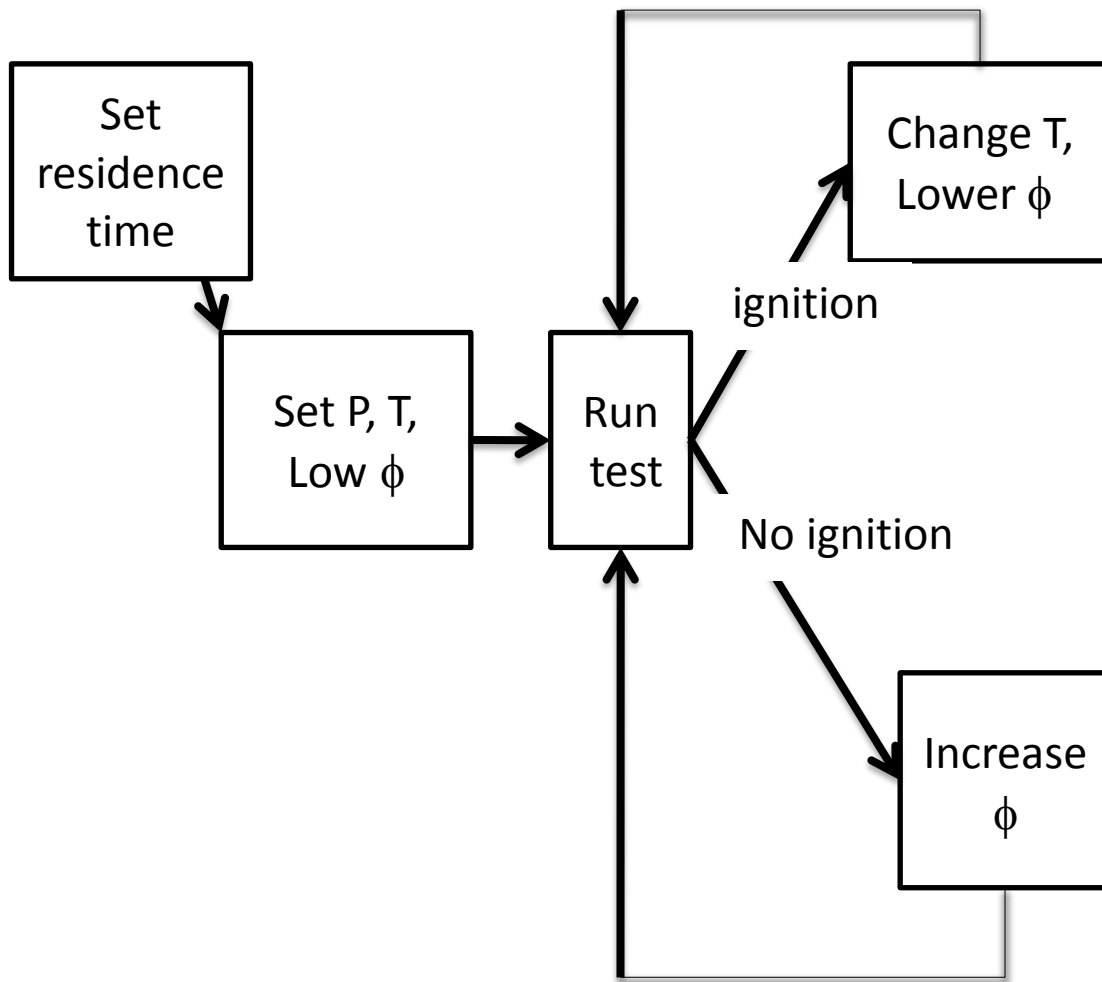 Set
residence
time
Set P, T,
Low ϕ
Run
test
ignition
Change T,
Lower ϕ
No ignition
Increase
ϕ